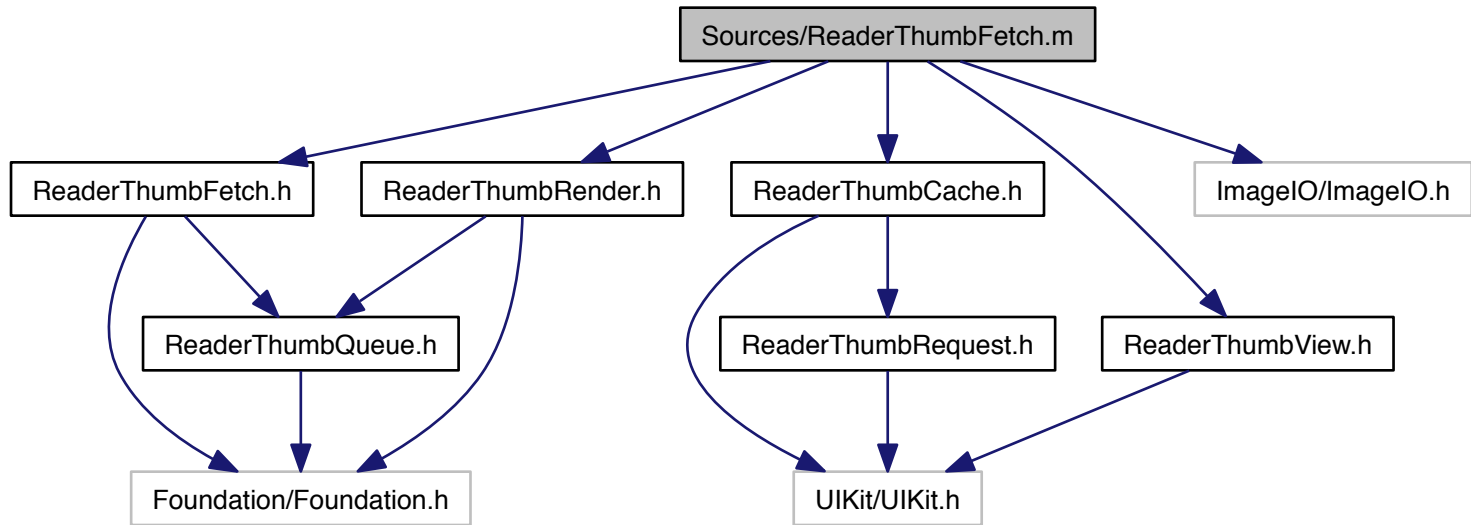 Sources/ReaderThumbFetch.m
ReaderThumbFetch.h
ReaderThumbRender.h
ReaderThumbCache.h
ImageIO/ImageIO.h
ReaderThumbQueue.h
ReaderThumbRequest.h
ReaderThumbView.h
Foundation/Foundation.h
UIKit/UIKit.h